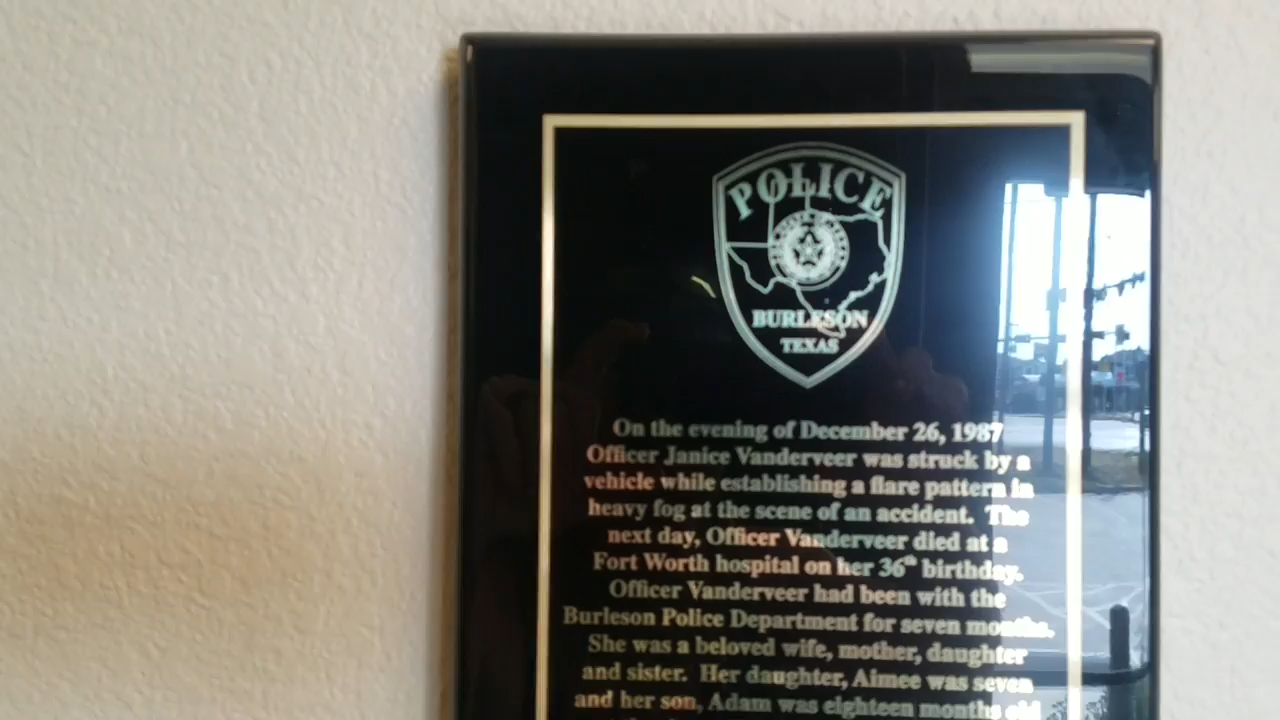 POLICE
BURLESON
TEXAS
On the evening of December 26, 1987
Officer Janice Vanderveer was struck by a
vehicle while establishing a flare pattern in
heavy fog at the scene of an accident. The
next day, Officer Vanderveer died at a
Fort Worth hospital on her 36th birthday.
Officer Vanderveer had been with the
Burleson Police Department for seven months.
She was a beloved wife, mother, daughter
and sister. Her daughter, Aimee was seven
and her son, Adam was eighteen months old